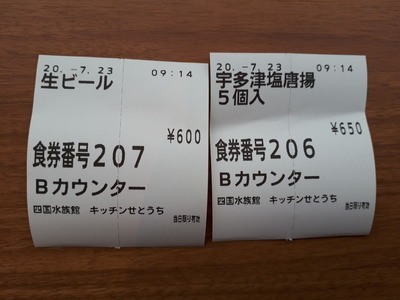 20.-7.23 09:14
生ビール
¥600
食券番号207
Bカウンター
四国水族館 キッチンせとうち
当日限り有効
20.-7.23 09:14
宇多津塩唐揚
5個入
¥650
食券番号206
Bカウンター
四国水族館 キッチンせとうち
当日限り有効